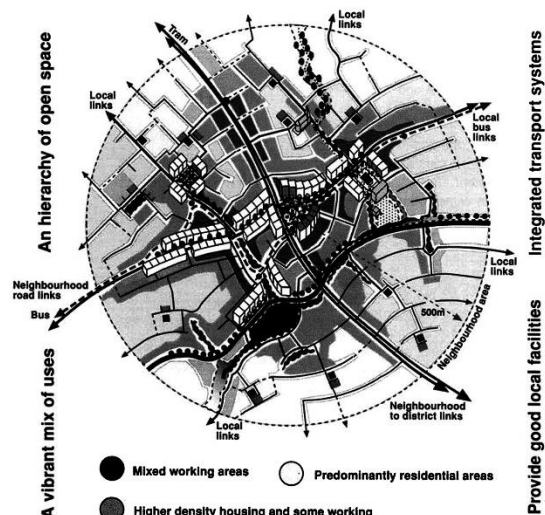 An hierarchy of open space
A vibrant mix of uses
Integrated transport systems
Provide good local facilities
Tram
Local
links
Local
links
Local
bus
links
Neighbourhood
road links
Bus
Local
links
500m
Neighbourhood area
Neighbourhood
to district links
Local
links
Mixed working areas
Predominantly residential areas
Higher density housing and some working